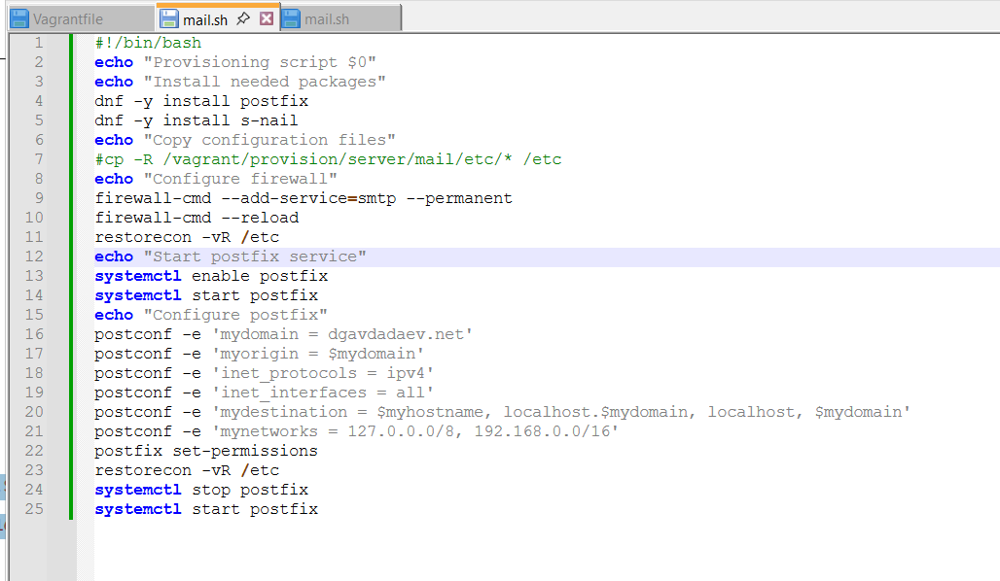 Vagrantfile mail.sh mail.sh
1 #!/bin/bash
2 echo "Provisioning script $0"
3 echo "Install needed packages"
4 dnf -y install postfix
5 dnf -y install s-nail
6 echo "Copy configuration files"
7 #cp -R /vagrant/provision/server/mail/etc/* /etc
8 echo "Configure firewall"
9 firewall-cmd --add-service=smtp --permanent
10 firewall-cmd --reload
11 restorecon -vR /etc
12 echo "Start postfix service"
13 systemctl enable postfix
14 systemctl start postfix
15 echo "Configure postfix"
16 postconf -e 'mydomain = dgavdadaev.net'
17 postconf -e 'myorigin = $mydomain'
18 postconf -e 'inet_protocols = ipv4'
19 postconf -e 'inet_interfaces = all'
20 postconf -e 'mydestination = $myhostname, localhost.$mydomain, localhost, $mydomain'
21 postconf -e 'mynetworks = 127.0.0.0/8, 192.168.0.0/16'
22 postfix set-permissions
23 restorecon -vR /etc
24 systemctl stop postfix
25 systemctl start postfix